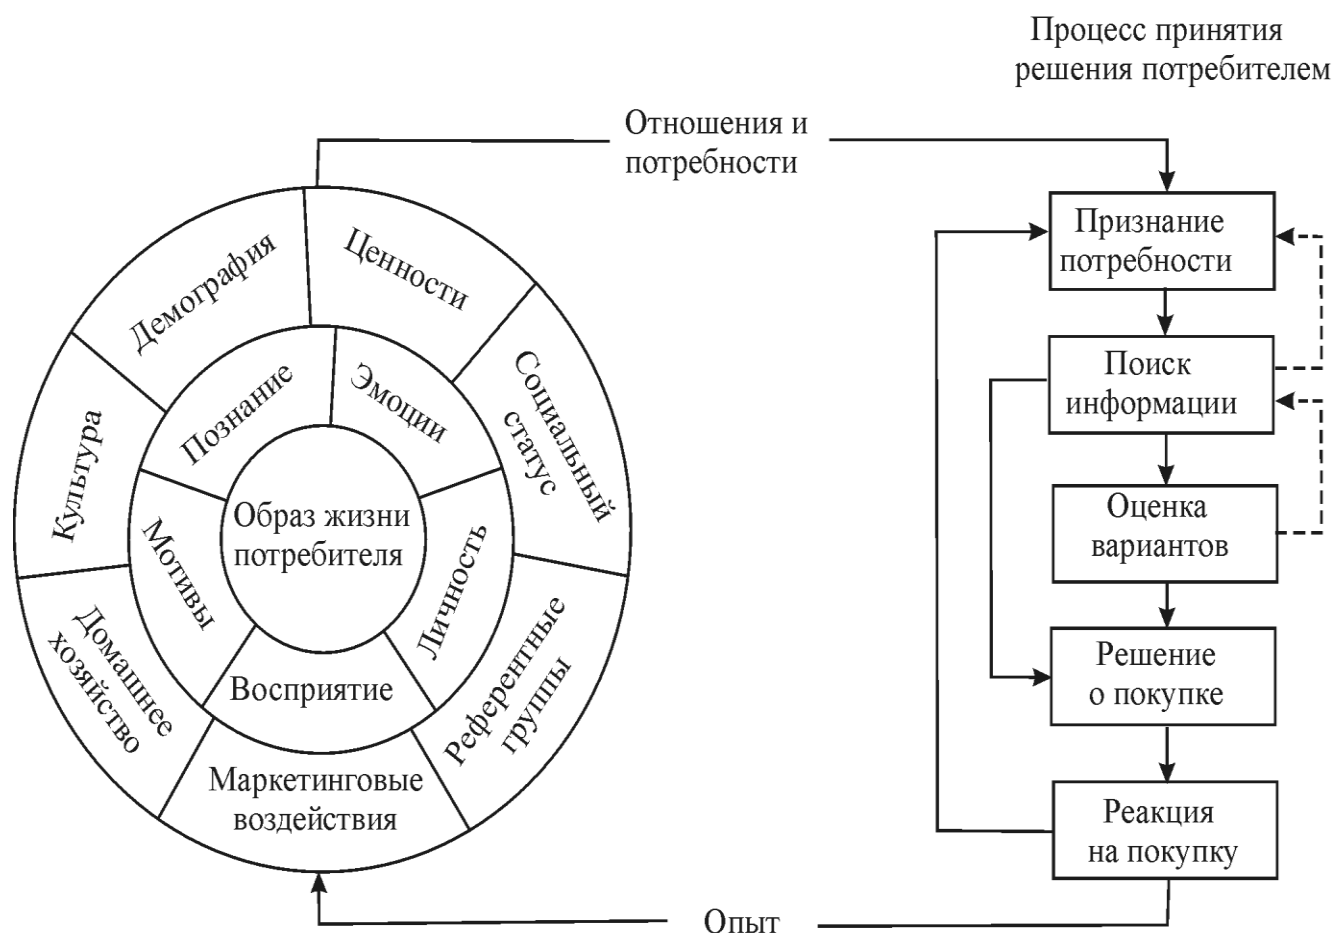 Процесс принятия
решения потребителем
Отношения и
потребности
Демография
Ценности
Социальный
статус
Референтные
группы
Маркетинговые
воздействия
Домашнее
хозяйство
Культура
Познание
Эмоции
Личность
Восприятие
Мотивы
Образ жизни
потребителя
Признание
потребности
Поиск
информации
Оценка
вариантов
Решение
о покупке
Реакция
на покупку
Опыт